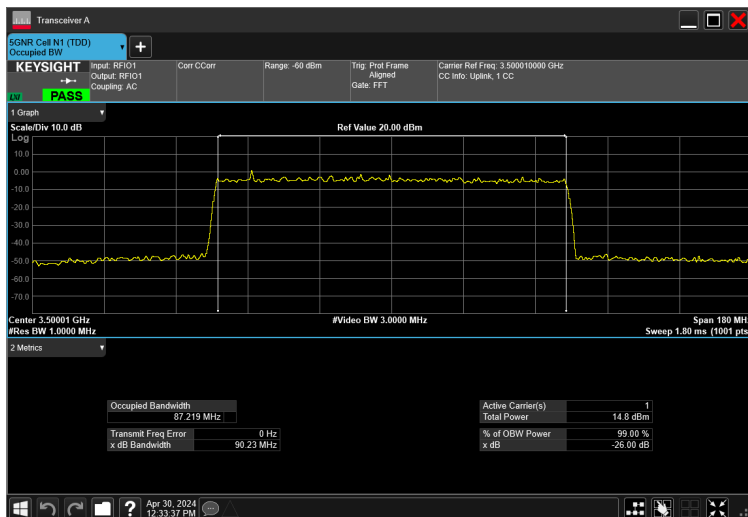 Transceiver A
5GNR Cell N1 (TDD)
Occupied BW
+
KEYSIGHT
LXI
PASS
Input: RFIO1
Output: RFIO1
Coupling: AC
Corr CCorr
Range: -60 dBm
Trig: Prot Frame
Aligned
Gate: FFT
Carrier Ref Freq: 3.500010000 GHz
CC Info: Uplink, 1 CC
1 Graph
Scale/Div 10.0 dB
Ref Value 20.00 dBm
Log
10.0
0.00
-10.0
-20.0
-30.0
-40.0
-50.0
-60.0
-70.0
Center 3.50001 GHz
#Video BW 3.0000 MHz
Span 180 MHz
#Res BW 1.0000 MHz
Sweep 1.80 ms (1001 pts
2 Metrics
Occupied Bandwidth
87.219 MHz
Transmit Freq Error 0 Hz
x dB Bandwidth 90.23 MHz
Active Carrier(s) 1
Total Power 14.8 dBm
% of OBW Power 99.00 %
x dB -26.00 dB
?
Apr 30, 2024
12:33:37 PM